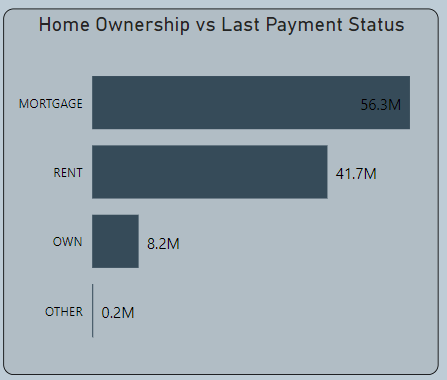 Home Ownership vs Last Payment Status
MORTGAGE 56.3M
RENT 41.7M
OWN 8.2M
OTHER 0.2M